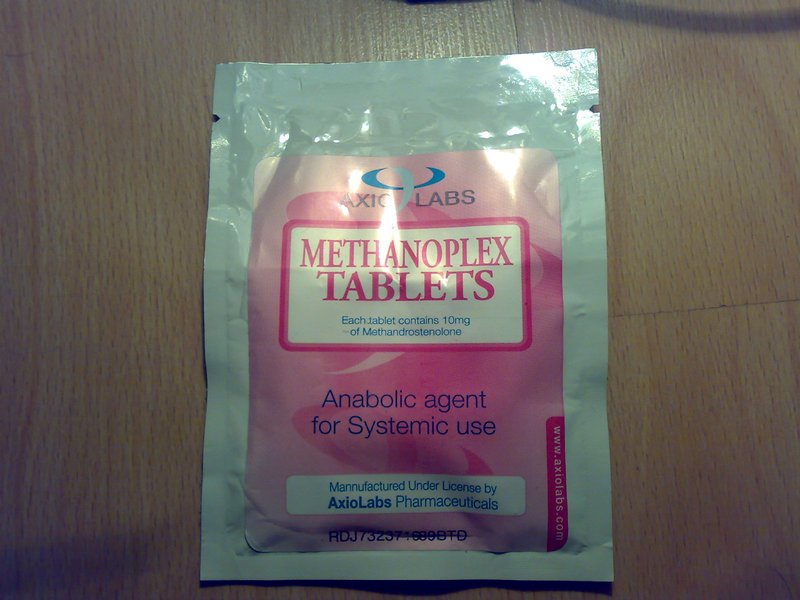 AXIO LABS
METHANOPLEX
TABLETS
Each tablet contains 10mg
of Methandrostenolone
Anabolic agent
for Systemic use
www.axiolabs.com
Mannufactured Under License by
AxioLabs Pharmaceuticals